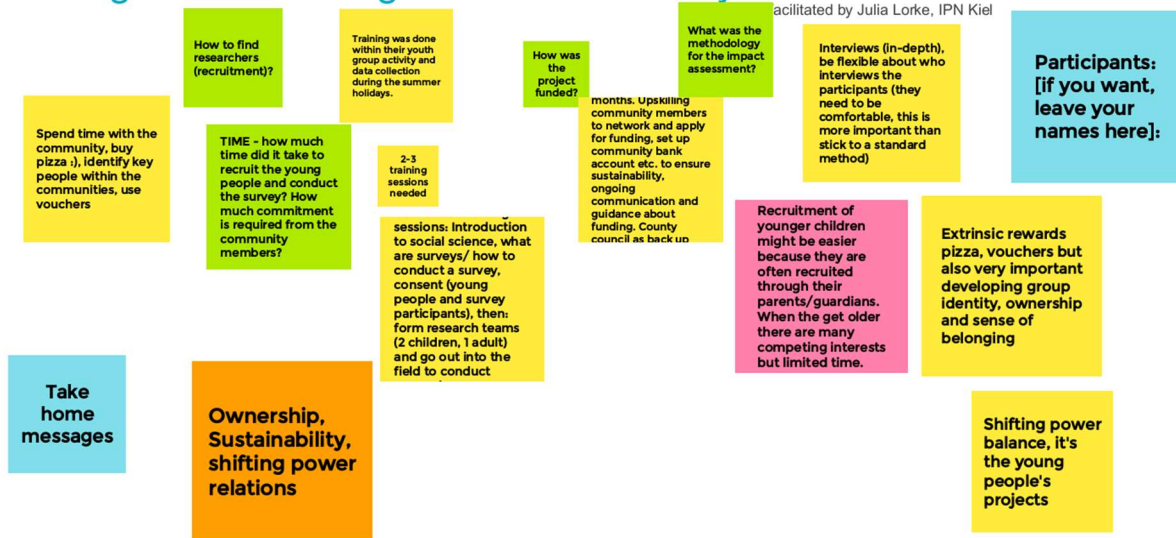 acilitated by Julia Lorke, IPN Kiel
How to find
researchers
(recruitment)?
Training was done
within their youth
group activity and
data collection
during the summer
holidays.
How was
the
project
funded?
What was the
methodology
for the impact
assessment?
Interviews (in-depth),
be flexible about who
interviews the
participants (they
need to be
comfortable, this is
more important than
stick to a standard
method)
Participants:
[if you want,
leave your
names here]:
Spend time with the
community, buy
pizza :), identify key
people within the
communities, use
vouchers
TIME - how much
time did it take to
recruit the young
people and conduct
the survey? How
much commitment
is required from the
community
members?
2-3
training
sessions
needed
months. Upskilling
community members
to network and apply
for funding, set up
community bank
account etc. to ensure
sustainability,
ongoing
communication and
guidance about
funding. County
council as back up
sessions: Introduction
to social science, what
are surveys/ how to
conduct a survey,
consent (young
people and survey
participants), then:
form research teams
(2 children, 1 adult)
and go out into the
field to conduct
Recruitment of
younger children
might be easier
because they are
often recruited
through their
parents/guardians.
When the get older
there are many
competing interests
but limited time.
Extrinsic rewards
pizza, vouchers but
also very important
developing group
identity, ownership
and sense of
belonging
Take
home
messages
Ownership,
Sustainability,
shifting power
relations
Shifting power
balance, it's
the young
people's
projects